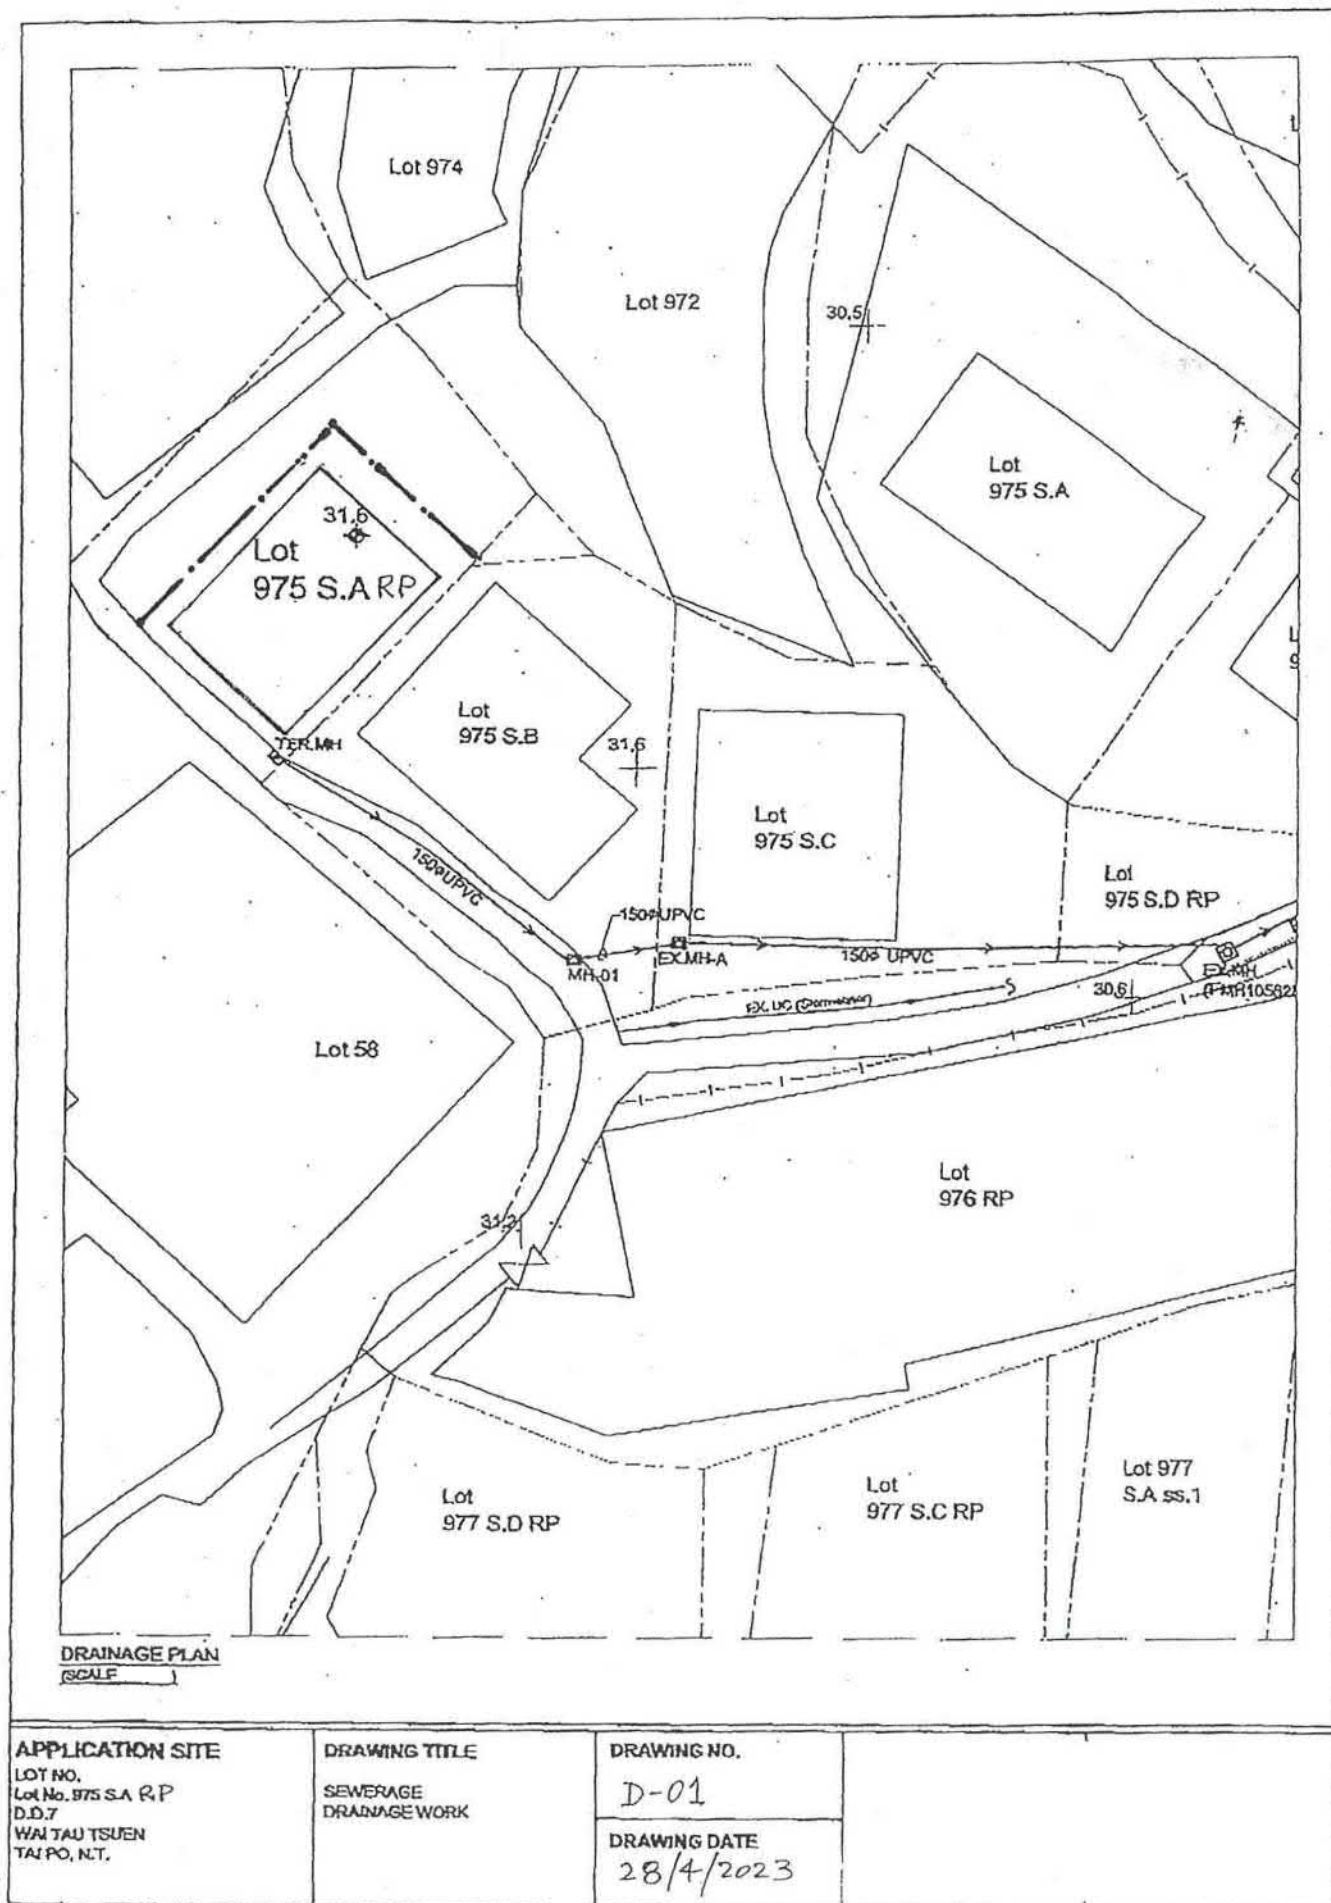 Lot 974
Lot 972
30.5
Lot
975 S.A
31.6
Lot
975 S.A RP
Lot
975 S.B
31.6
TER.MH
Lot
975 S.C
150ɸUPVC
Lot
975 S.D RP
150ɸUPVC
MH-01
EX.MH-A
150ɸ UPVC
EX.MH
30.6
Lot 58
Lot
976 RP
31.2
Lot
977 S.D RP
Lot
977 S.C RP
Lot 977
S.A ss.1
DRAINAGE PLAN
SCALE
APPLICATION SITE
LOT NO.
Lot No. 975 S.A RP
D.D.7
WAI TAU TSUEN
TAI PO, N.T.
DRAWING TITLE
SEWERAGE
DRAINAGE WORK
DRAWING NO.
D-01
DRAWING DATE
28/4/2023